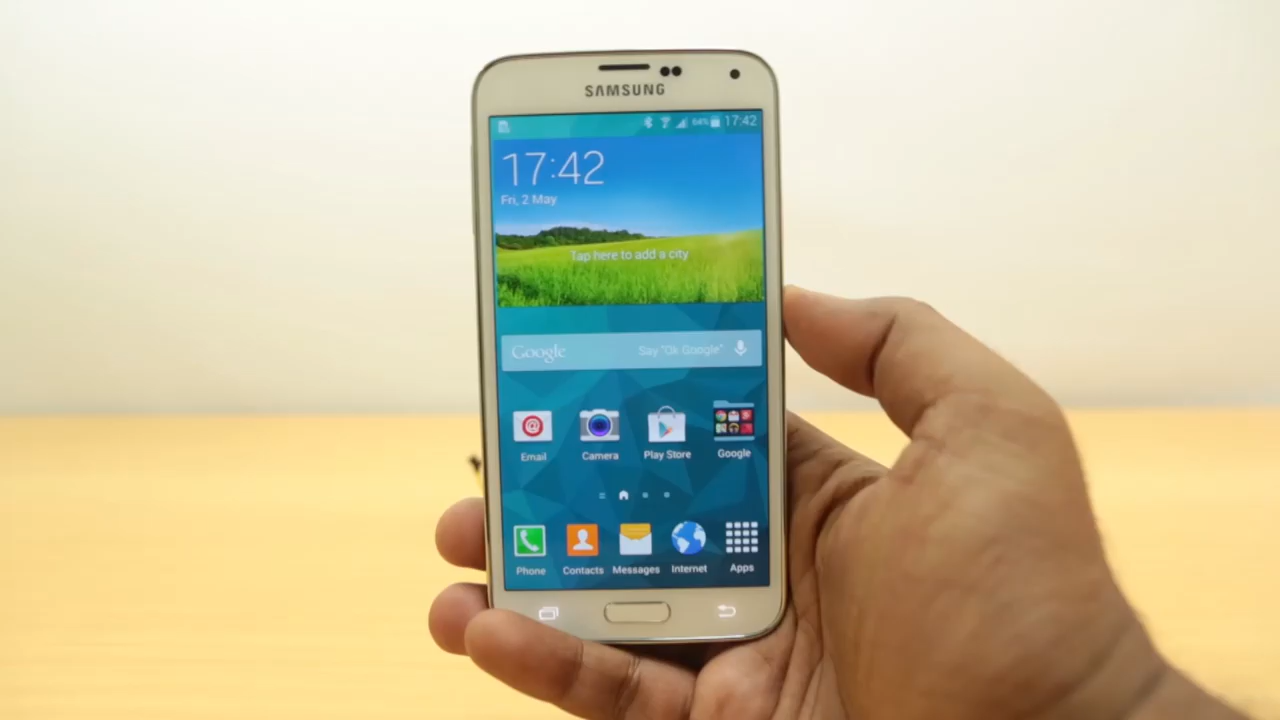 SAMSUNG
64% 17:42
17:42
Fri, 2 May
Tap here to add a city
Google Say "Ok Google"
Email Camera Play Store Google
Phone Contacts Messages Internet Apps